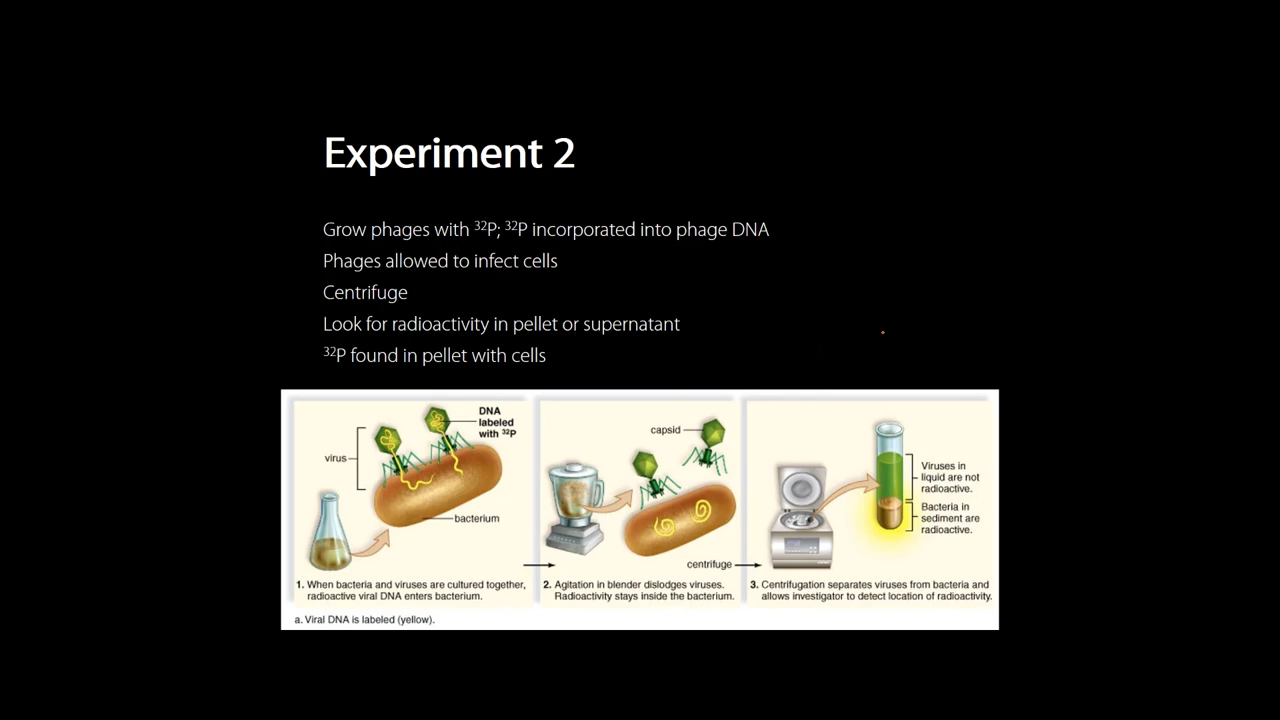 Experiment 2
Grow phages with ³²P; ³²P incorporated into phage DNA
Phages allowed to infect cells
Centrifuge
Look for radioactivity in pellet or supernatant
³²P found in pellet with cells
DNA
labeled
with ³²P
virus
bacterium
1. When bacteria and viruses are cultured together,
radioactive viral DNA enters bacterium.
capsid
centrifuge
2. Agitation in blender dislodges viruses.
Radioactivity stays inside the bacterium.
Viruses in
liquid are not
radioactive.
Bacteria in
sediment are
radioactive.
3. Centrifugation separates viruses from bacteria and
allows investigator to detect location of radioactivity.
a. Viral DNA is labeled (yellow).